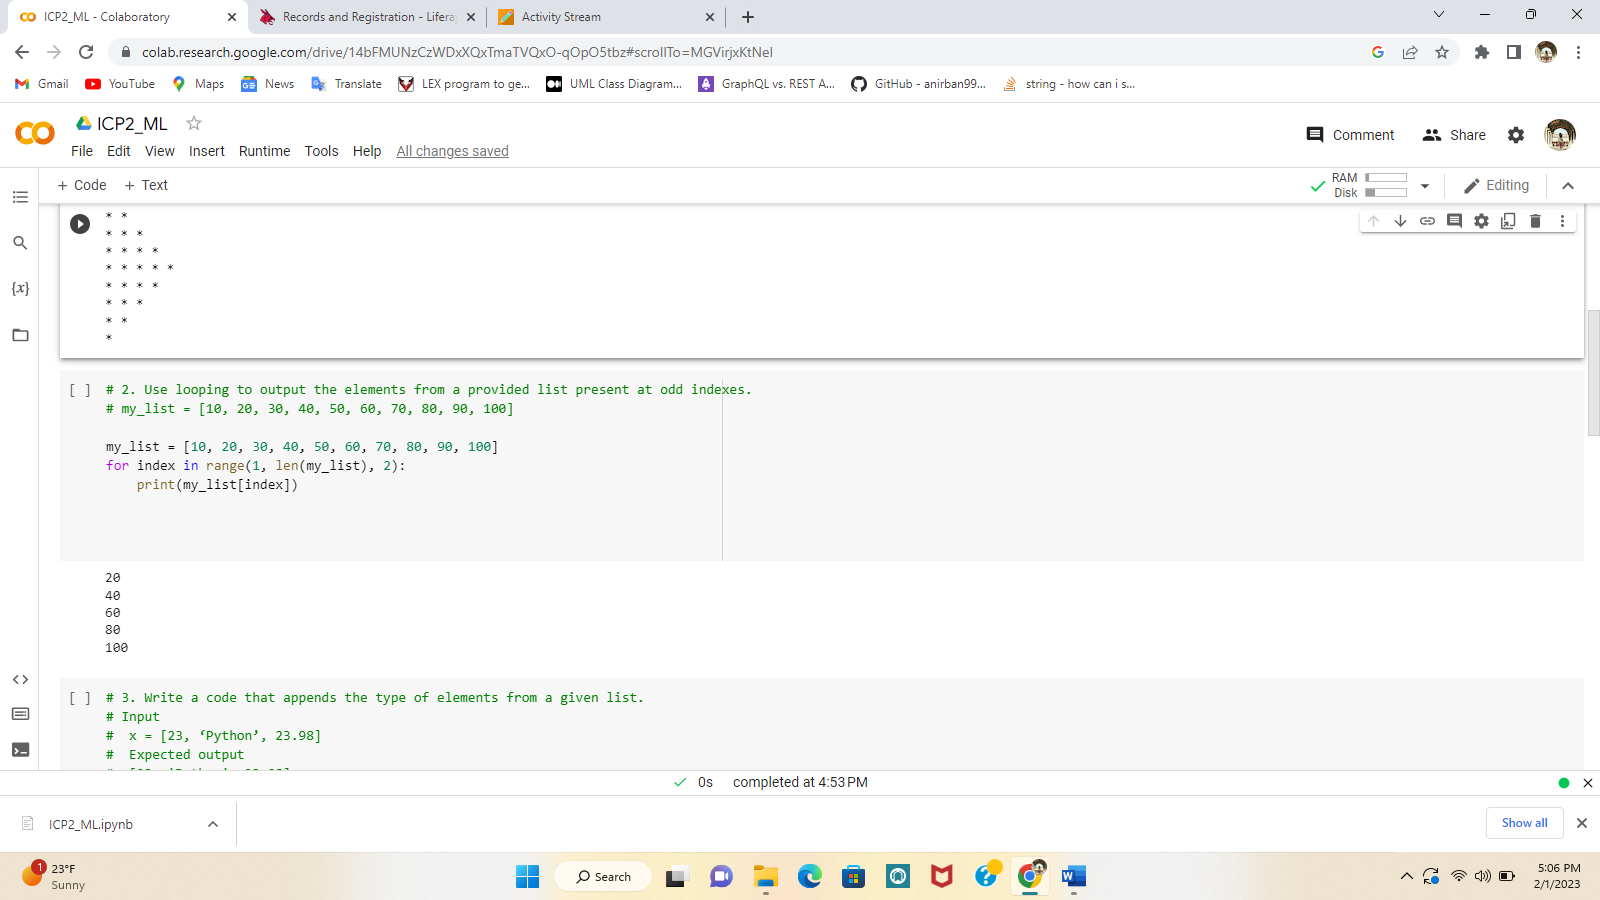 ICP2_ML - Colaboratory
Records and Registration - Lifera
Activity Stream
colab.research.google.com/drive/14bFMUNzCzWDxXQxTmaTVQxO-qOpO5tbz#scrollTo=MGVirjxKtNel
Gmail YouTube Maps News Translate LEX program to ge... UML Class Diagram... GraphQL vs. REST A... GitHub - anirban99... string - how can i s...
ICP2_ML
Comment Share
File Edit View Insert Runtime Tools Help All changes saved
+ Code + Text
RAM
Disk
Editing
* *
* * *
* * * *
* * * * *
* * * *
* * *
* *
*
{x}
[ ] # 2. Use looping to output the elements from a provided list present at odd indexes.
# my_list = [10, 20, 30, 40, 50, 60, 70, 80, 90, 100]
my_list = [10, 20, 30, 40, 50, 60, 70, 80, 90, 100]
for index in range(1, len(my_list), 2):
print(my_list[index])
20
40
60
80
100
[ ] # 3. Write a code that appends the type of elements from a given list.
# Input
# x = [23, ‘Python’, 23.98]
# Expected output
0s completed at 4:53 PM
ICP2_ML.ipynb
Show all
1
23°F
Sunny
Search
5:06 PM
2/1/2023